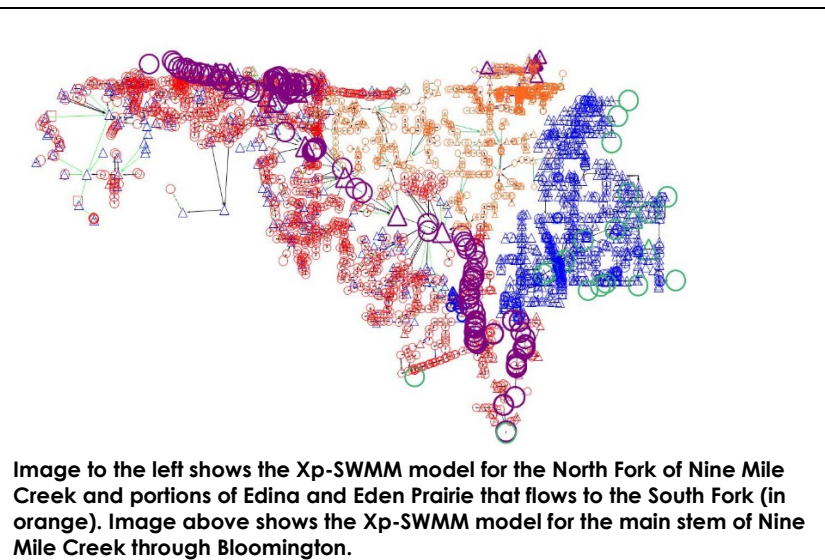 Image to the left shows the Xp-SWMM model for the North Fork of Nine Mile
Creek and portions of Edina and Eden Prairie that flows to the South Fork (in
orange). Image above shows the Xp-SWMM model for the main stem of Nine
Mile Creek through Bloomington.